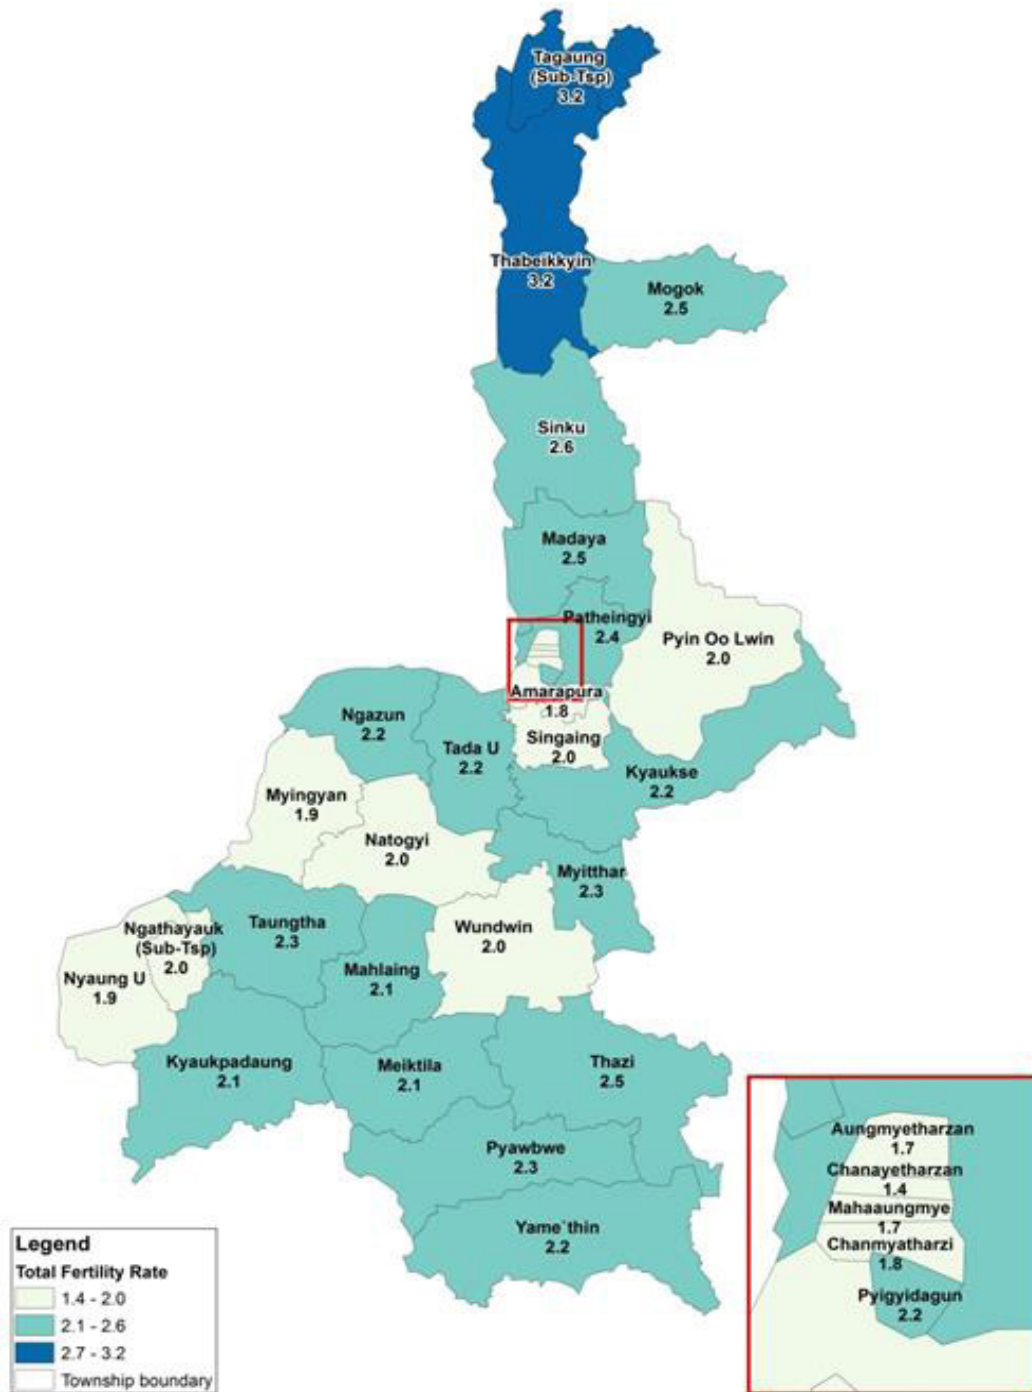 Tagaung
(Sub-Tsp)
3.2
Thabeikkyin
3.2
Mogok
2.5
Sinku
2.6
Madaya
2.5
Patheingyi
2.4
Pyin Oo Lwin
2.0
Amarapura
1.8
Singaing
2.0
Ngazun
2.2
Tada U
2.2
Kyaukse
2.2
Myingyan
1.9
Natogyi
2.0
Myitthar
2.3
Ngathayauk
(Sub-Tsp)
2.0
Taungtha
2.3
Wundwin
2.0
Nyaung U
1.9
Mahlaing
2.1
Kyaukpadaung
2.1
Meiktila
2.1
Thazi
2.5
Pyawbwe
2.3
Yame`thin
2.2
Aungmyetharzan
1.7
Chanayetharzan
1.4
Mahaaungmye
1.7
Chanmyatharzi
1.8
Pyigyidagun
2.2
Legend
Total Fertility Rate
1.4 - 2.0
2.1 - 2.6
2.7 - 3.2
Township boundary